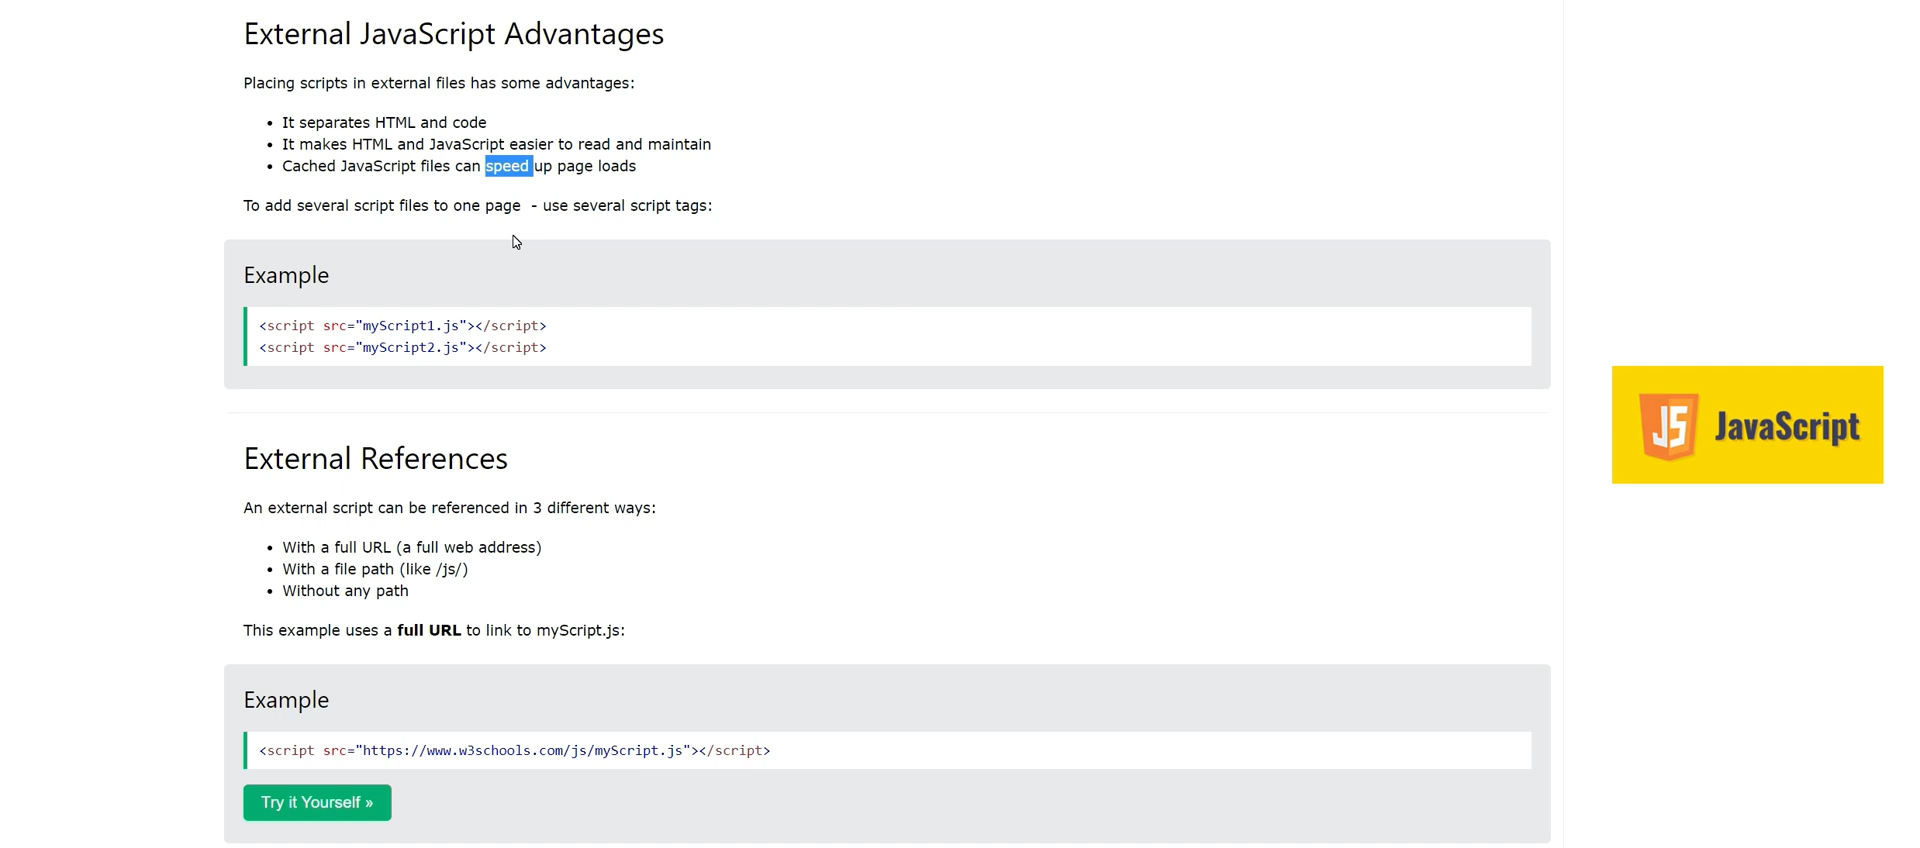 External JavaScript Advantages
Placing scripts in external files has some advantages:
• It separates HTML and code
• It makes HTML and JavaScript easier to read and maintain
• Cached JavaScript files can speed up page loads
To add several script files to one page  - use several script tags:
Example
<script src="myScript1.js"></script>
<script src="myScript2.js"></script>
JS JavaScript
External References
An external script can be referenced in 3 different ways:
• With a full URL (a full web address)
• With a file path (like /js/)
• Without any path
This example uses a full URL to link to myScript.js:
Example
<script src="https://www.w3schools.com/js/myScript.js"></script>
Try it Yourself »